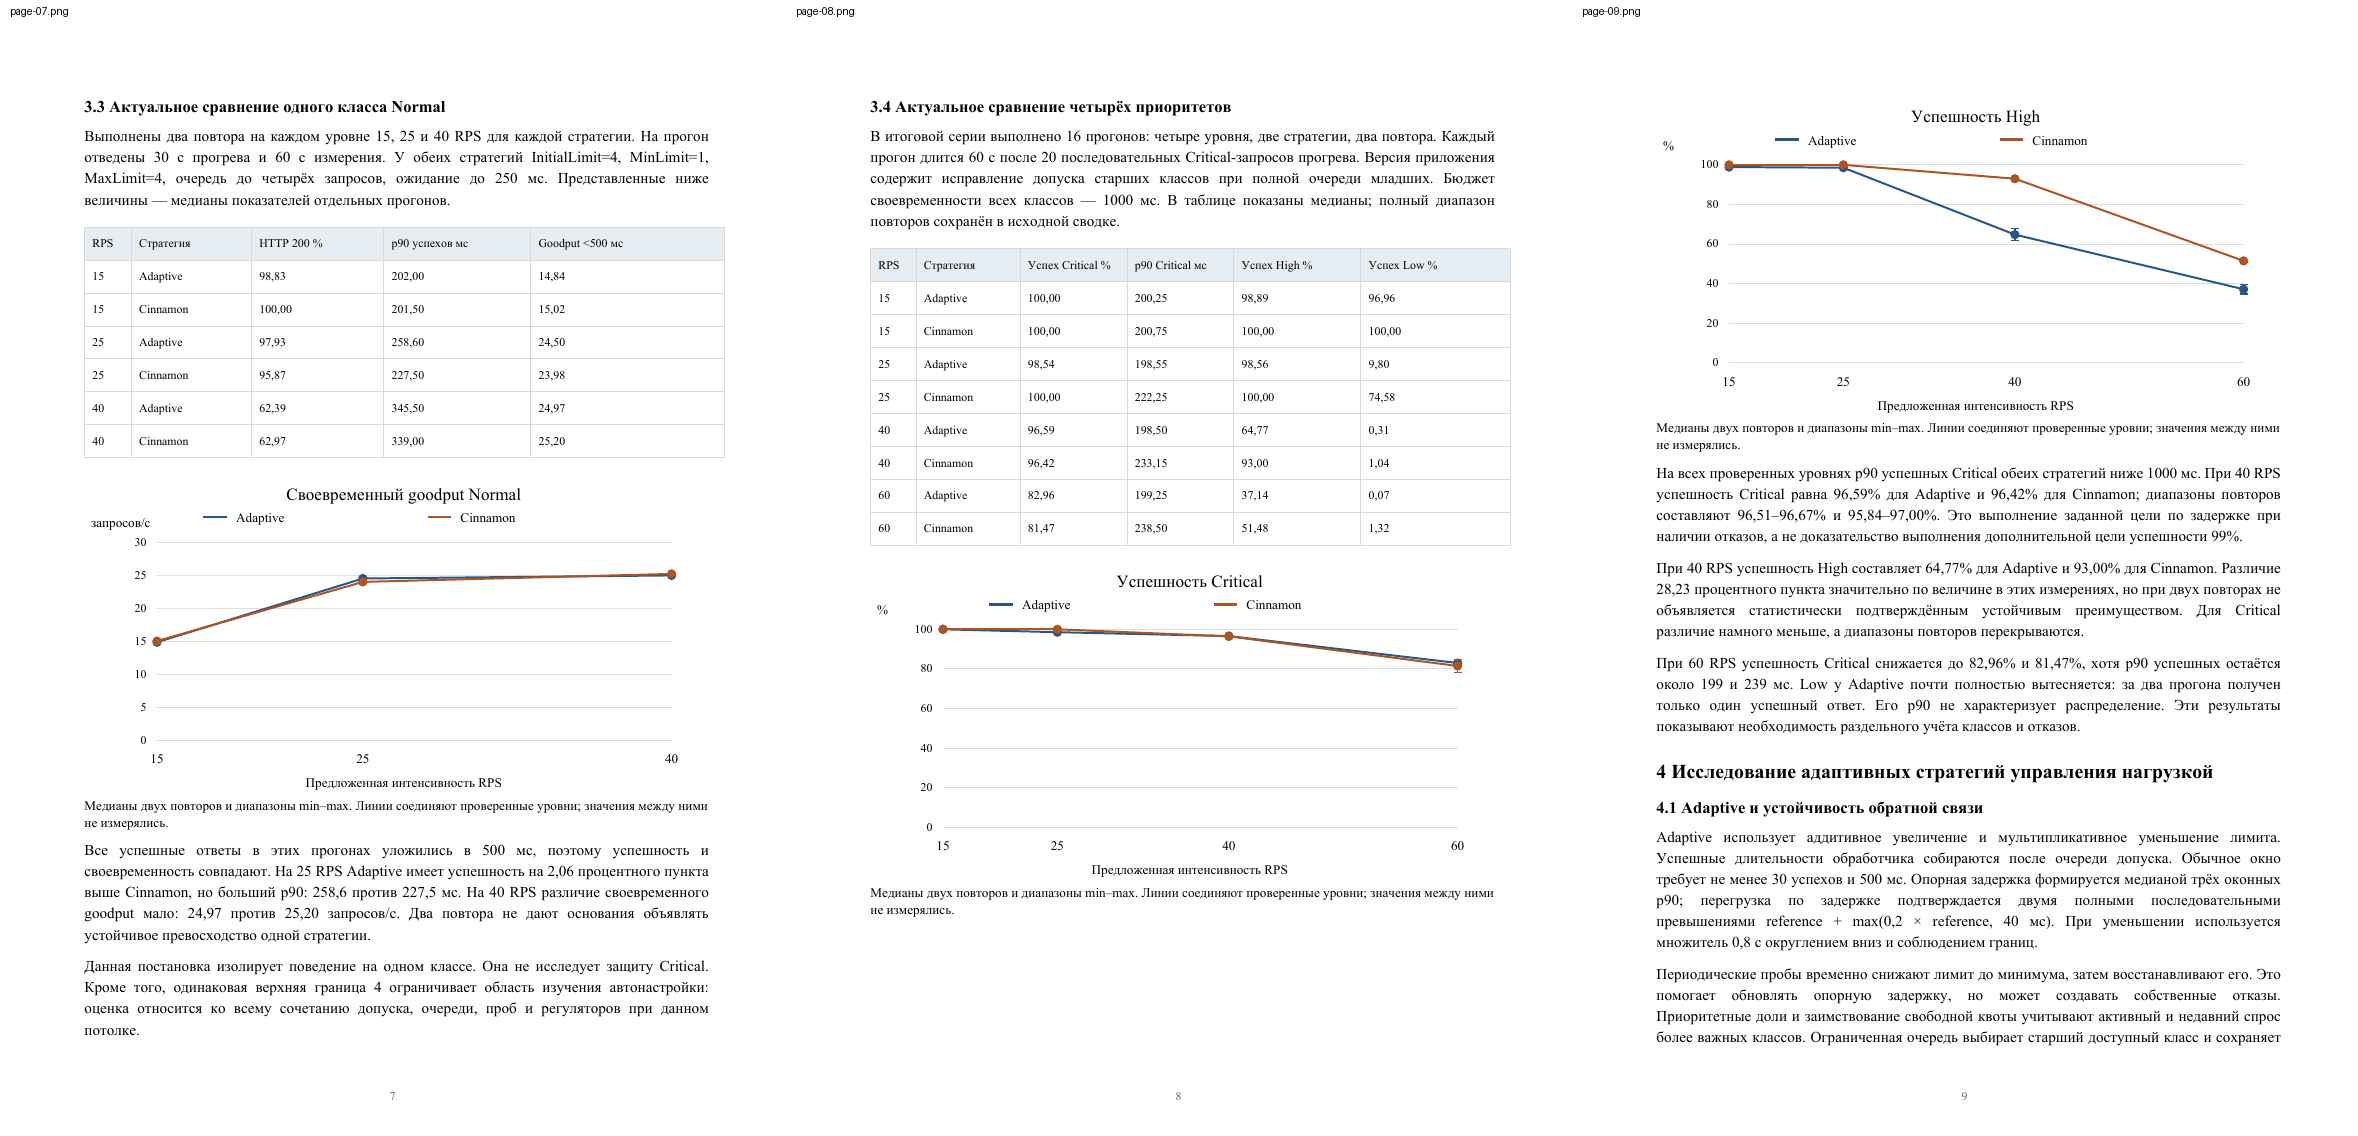 page-07.png
3.3 Актуальное сравнение одного класса Normal
Выполнены два повтора на каждом уровне 15, 25 и 40 RPS для каждой стратегии. На прогон
отведены 30 с прогрева и 60 с измерения. У обеих стратегий InitialLimit=4, MinLimit=1,
MaxLimit=4, очередь до четырёх запросов, ожидание до 250 мс. Представленные ниже
величины — медианы показателей отдельных прогонов.
RPS Стратегия HTTP 200 % p90 успехов мс Goodput <500 мс
15 Adaptive 98,83 202,00 14,84
15 Cinnamon 100,00 201,50 15,02
25 Adaptive 97,93 258,60 24,50
25 Cinnamon 95,87 227,50 23,98
40 Adaptive 62,39 345,50 24,97
40 Cinnamon 62,97 339,00 25,20
Своевременный goodput Normal
Adaptive Cinnamon
запросов/с
30
25
20
15
10
5
0
15 25 40
Предложенная интенсивность RPS
Медианы двух повторов и диапазоны min–max. Линии соединяют проверенные уровни; значения между ними
не измерялись.
Все успешные ответы в этих прогонах уложились в 500 мс, поэтому успешность и
своевременность совпадают. На 25 RPS Adaptive имеет успешность на 2,06 процентного пункта
выше Cinnamon, но больший p90: 258,6 против 227,5 мс. На 40 RPS различие своевременного
goodput мало: 24,97 против 25,20 запросов/с. Два повтора не дают основания объявлять
устойчивое превосходство одной стратегии.
Данная постановка изолирует поведение на одном классе. Она не исследует защиту Critical.
Кроме того, одинаковая верхняя граница 4 ограничивает область изучения автонастройки:
оценка относится ко всему сочетанию допуска, очереди, проб и регуляторов при данном
потолке.
7
page-08.png
3.4 Актуальное сравнение четырёх приоритетов
В итоговой серии выполнено 16 прогонов: четыре уровня, две стратегии, два повтора. Каждый
прогон длится 60 с после 20 последовательных Critical-запросов прогрева. Версия приложения
содержит исправление допуска старших классов при полной очереди младших. Бюджет
своевременности всех классов — 1000 мс. В таблице показаны медианы; полный диапазон
повторов сохранён в исходной сводке.
RPS Стратегия Успех Critical % p90 Critical мс Успех High % Успех Low %
15 Adaptive 100,00 200,25 98,89 96,96
15 Cinnamon 100,00 200,75 100,00 100,00
25 Adaptive 98,54 198,55 98,56 9,80
25 Cinnamon 100,00 222,25 100,00 74,58
40 Adaptive 96,59 198,50 64,77 0,31
40 Cinnamon 96,42 233,15 93,00 1,04
60 Adaptive 82,96 199,25 37,14 0,07
60 Cinnamon 81,47 238,50 51,48 1,32
Успешность Critical
Adaptive Cinnamon
%
100
80
60
40
20
0
15 25 40 60
Предложенная интенсивность RPS
Медианы двух повторов и диапазоны min–max. Линии соединяют проверенные уровни; значения между ними
не измерялись.
8
page-09.png
Успешность High
Adaptive Cinnamon
%
100
80
60
40
20
0
15 25 40 60
Предложенная интенсивность RPS
Медианы двух повторов и диапазоны min–max. Линии соединяют проверенные уровни; значения между ними
не измерялись.
На всех проверенных уровнях p90 успешных Critical обеих стратегий ниже 1000 мс. При 40 RPS
успешность Critical равна 96,59% для Adaptive и 96,42% для Cinnamon; диапазоны повторов
составляют 96,51–96,67% и 95,84–97,00%. Это выполнение заданной цели по задержке при
наличии отказов, а не доказательство выполнения дополнительной цели успешности 99%.
При 40 RPS успешность High составляет 64,77% для Adaptive и 93,00% для Cinnamon. Различие
28,23 процентного пункта значительно по величине в этих измерениях, но при двух повторах не
объявляется статистически подтверждённым устойчивым преимуществом. Для Critical
различие намного меньше, а диапазоны повторов перекрываются.
При 60 RPS успешность Critical снижается до 82,96% и 81,47%, хотя p90 успешных остаётся
около 199 и 239 мс. Low у Adaptive почти полностью вытесняется: за два прогона получен
только один успешный ответ. Его p90 не характеризует распределение. Эти результаты
показывают необходимость раздельного учёта классов и отказов.
4 Исследование адаптивных стратегий управления нагрузкой
4.1 Adaptive и устойчивость обратной связи
Adaptive использует аддитивное увеличение и мультипликативное уменьшение лимита.
Успешные длительности обработчика собираются после очереди допуска. Обычное окно
требует не менее 30 успехов и 500 мс. Опорная задержка формируется медианой трёх оконных
p90; перегрузка по задержке подтверждается двумя полными последовательными
превышениями reference + max(0,2 × reference, 40 мс). При уменьшении используется
множитель 0,8 с округлением вниз и соблюдением границ.
Периодические пробы временно снижают лимит до минимума, затем восстанавливают его. Это
помогает обновлять опорную задержку, но может создавать собственные отказы.
Приоритетные доли и заимствование свободной квоты учитывают активный и недавний спрос
более важных классов. Ограниченная очередь выбирает старший доступный класс и сохраняет
9